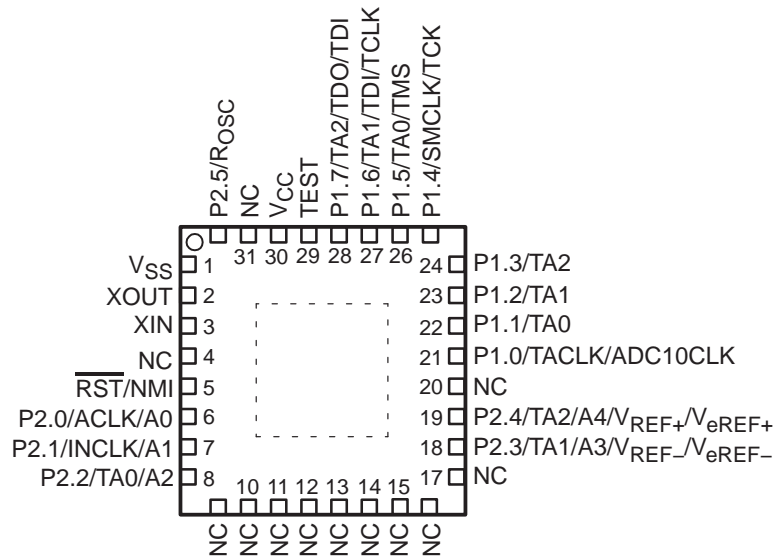 P2.5/ROSC
NC
VCC
TEST
P1.7/TA2/TDO/TDI
P1.6/TA1/TDI/TCLK
P1.5/TA0/TMS
P1.4/SMCLK/TCK
31 30 29 28 27 26
VSS 1
XOUT 2
XIN 3
NC 4
RST/NMI 5
P2.0/ACLK/A0 6
P2.1/INCLK/A1 7
P2.2/TA0/A2 8
24 P1.3/TA2
23 P1.2/TA1
22 P1.1/TA0
21 P1.0/TACLK/ADC10CLK
20 NC
19 P2.4/TA2/A4/VREF+/VeREF+
18 P2.3/TA1/A3/VREF−/VeREF−
17 NC
10 11 12 13 14 15
NC
NC
NC
NC
NC
NC
NC
NC